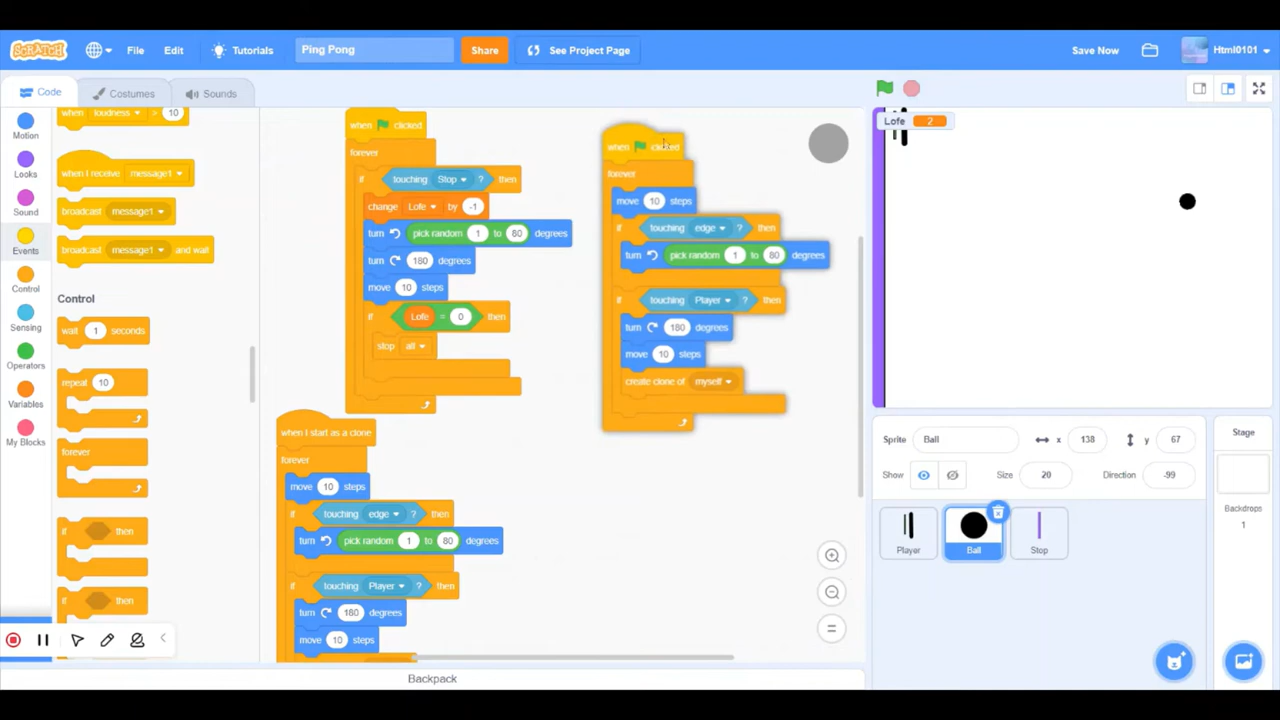 SCRATCH File Edit Tutorials Ping Pong Share See Project Page Save Now Html0101
Code Costumes Sounds
Motion
Looks
Sound
Events
Control
Sensing
Operators
Variables
My Blocks
when loudness > 10
when I receive message1
broadcast message1
broadcast message1 and wait
Control
wait 1 seconds
repeat 10
forever
if then
if then
when clicked
forever
if touching Stop ? then
change Lofe by -1
turn pick random 1 to 80 degrees
turn 180 degrees
move 10 steps
if Lofe = 0 then
stop all
when I start as a clone
forever
move 10 steps
if touching edge ? then
turn pick random 1 to 80 degrees
if touching Player ? then
turn 180 degrees
move 10 steps
when clicked
forever
move 10 steps
if touching edge ? then
turn pick random 1 to 80 degrees
if touching Player ? then
turn 180 degrees
move 10 steps
create clone of myself
Backpack
Lofe 2
Sprite Ball x 138 y 67
Show Size 20 Direction -99
Player Ball Stop
Stage
Backdrops
1